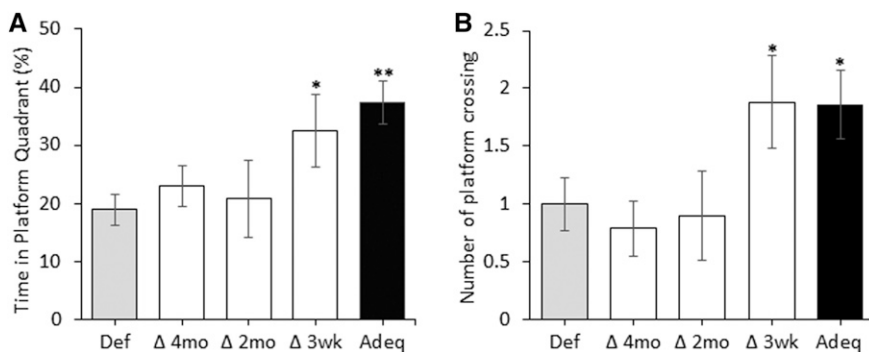 A
Time in Platform Quadrant (%)
50
40
30
20
10
0
*
**
Def Δ 4mo Δ 2mo Δ 3wk Adeq
B
Number of platform crossing
2.5
2
1.5
1
0.5
0
*
*
Def Δ 4mo Δ 2mo Δ 3wk Adeq